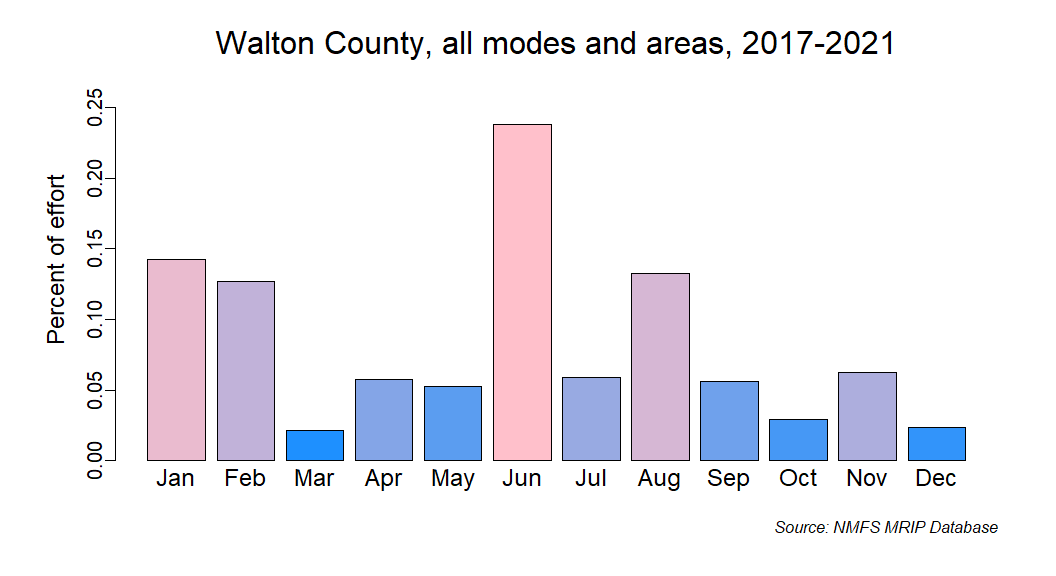 Walton County, all modes and areas, 2017-2021
Percent of effort
0.25
0.20
0.15
0.10
0.05
0.00
Jan Feb Mar Apr May Jun Jul Aug Sep Oct Nov Dec
Source: NMFS MRIP Database